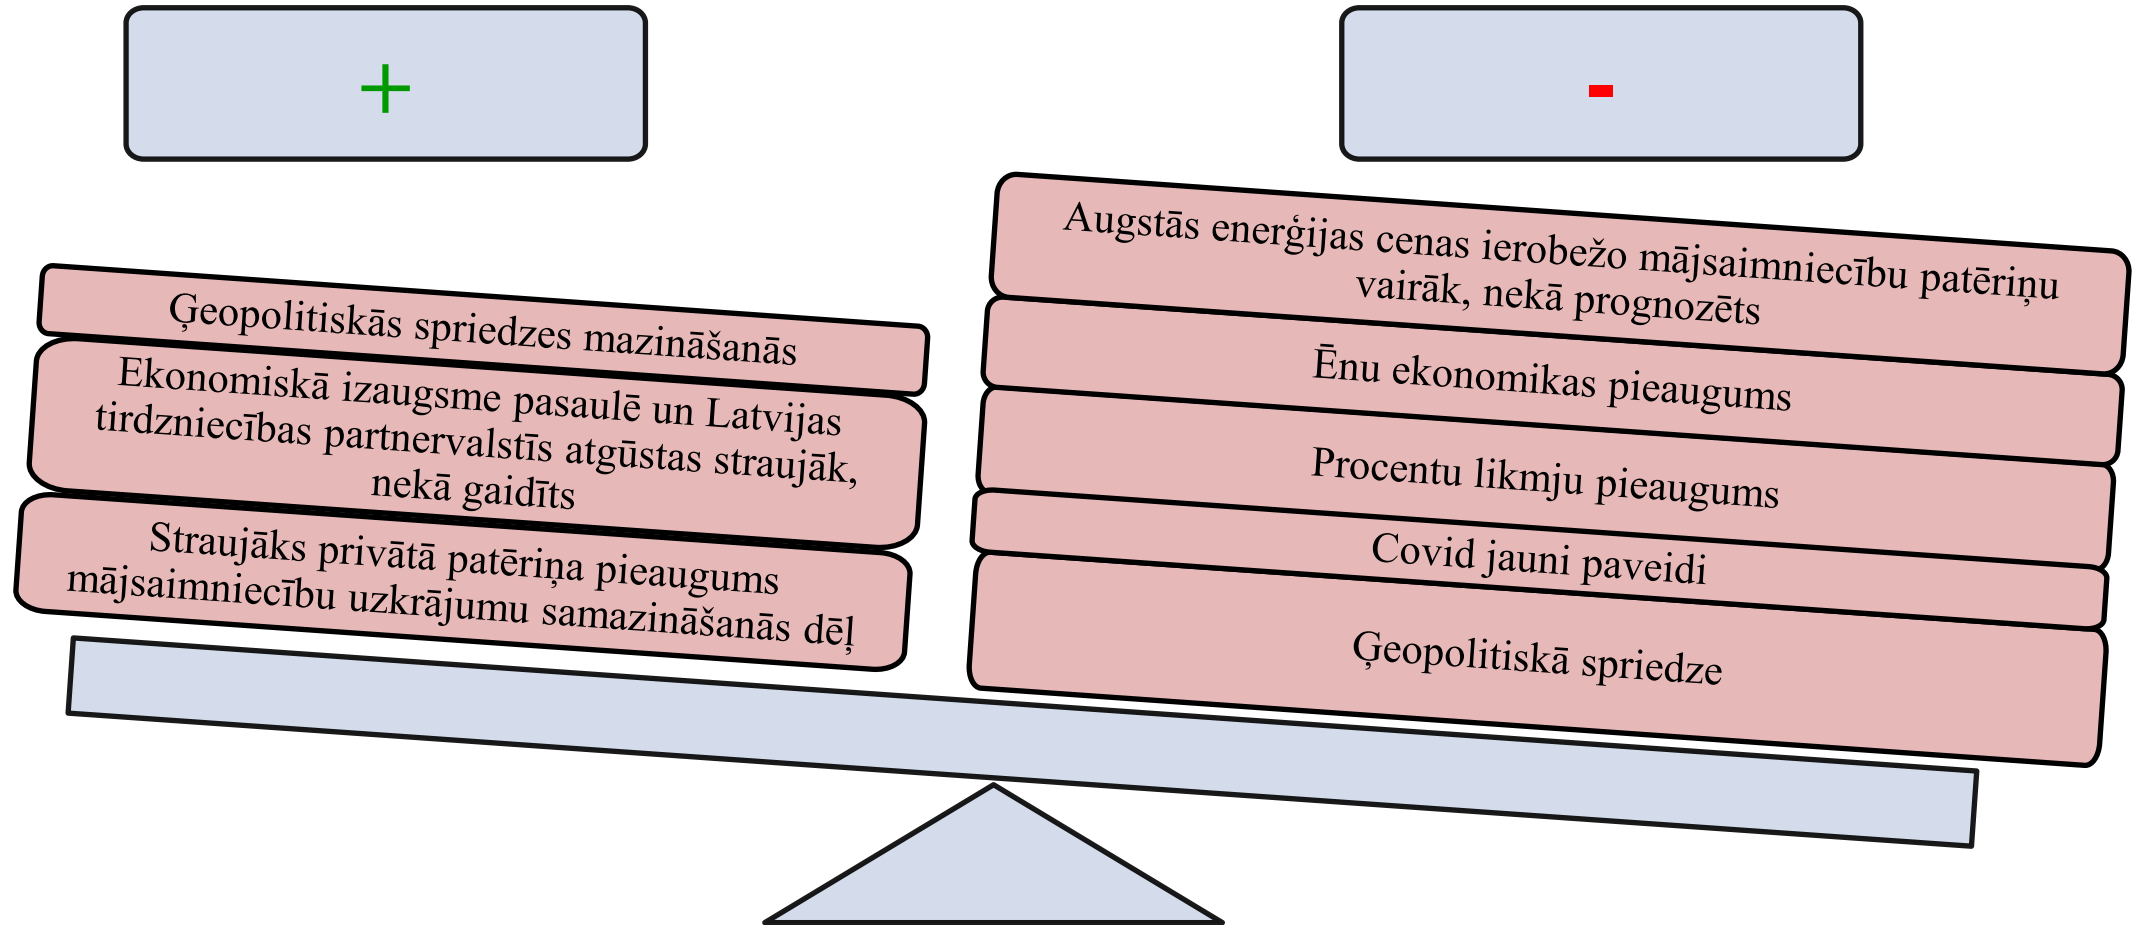 +
-
Ģeopolitiskās spriedzes mazināšanās
Ekonomiskā izaugsme pasaulē un Latvijas
tirdzniecības partnervalstīs atgūstas straujāk,
nekā gaidīts
Straujāks privātā patēriņa pieaugums
mājsaimniecību uzkrājumu samazināšanās dēļ
Augstās enerģijas cenas ierobežo mājsaimniecību patēriņu
vairāk, nekā prognozēts
Ēnu ekonomikas pieaugums
Procentu likmju pieaugums
Covid jauni paveidi
Ģeopolitiskā spriedze